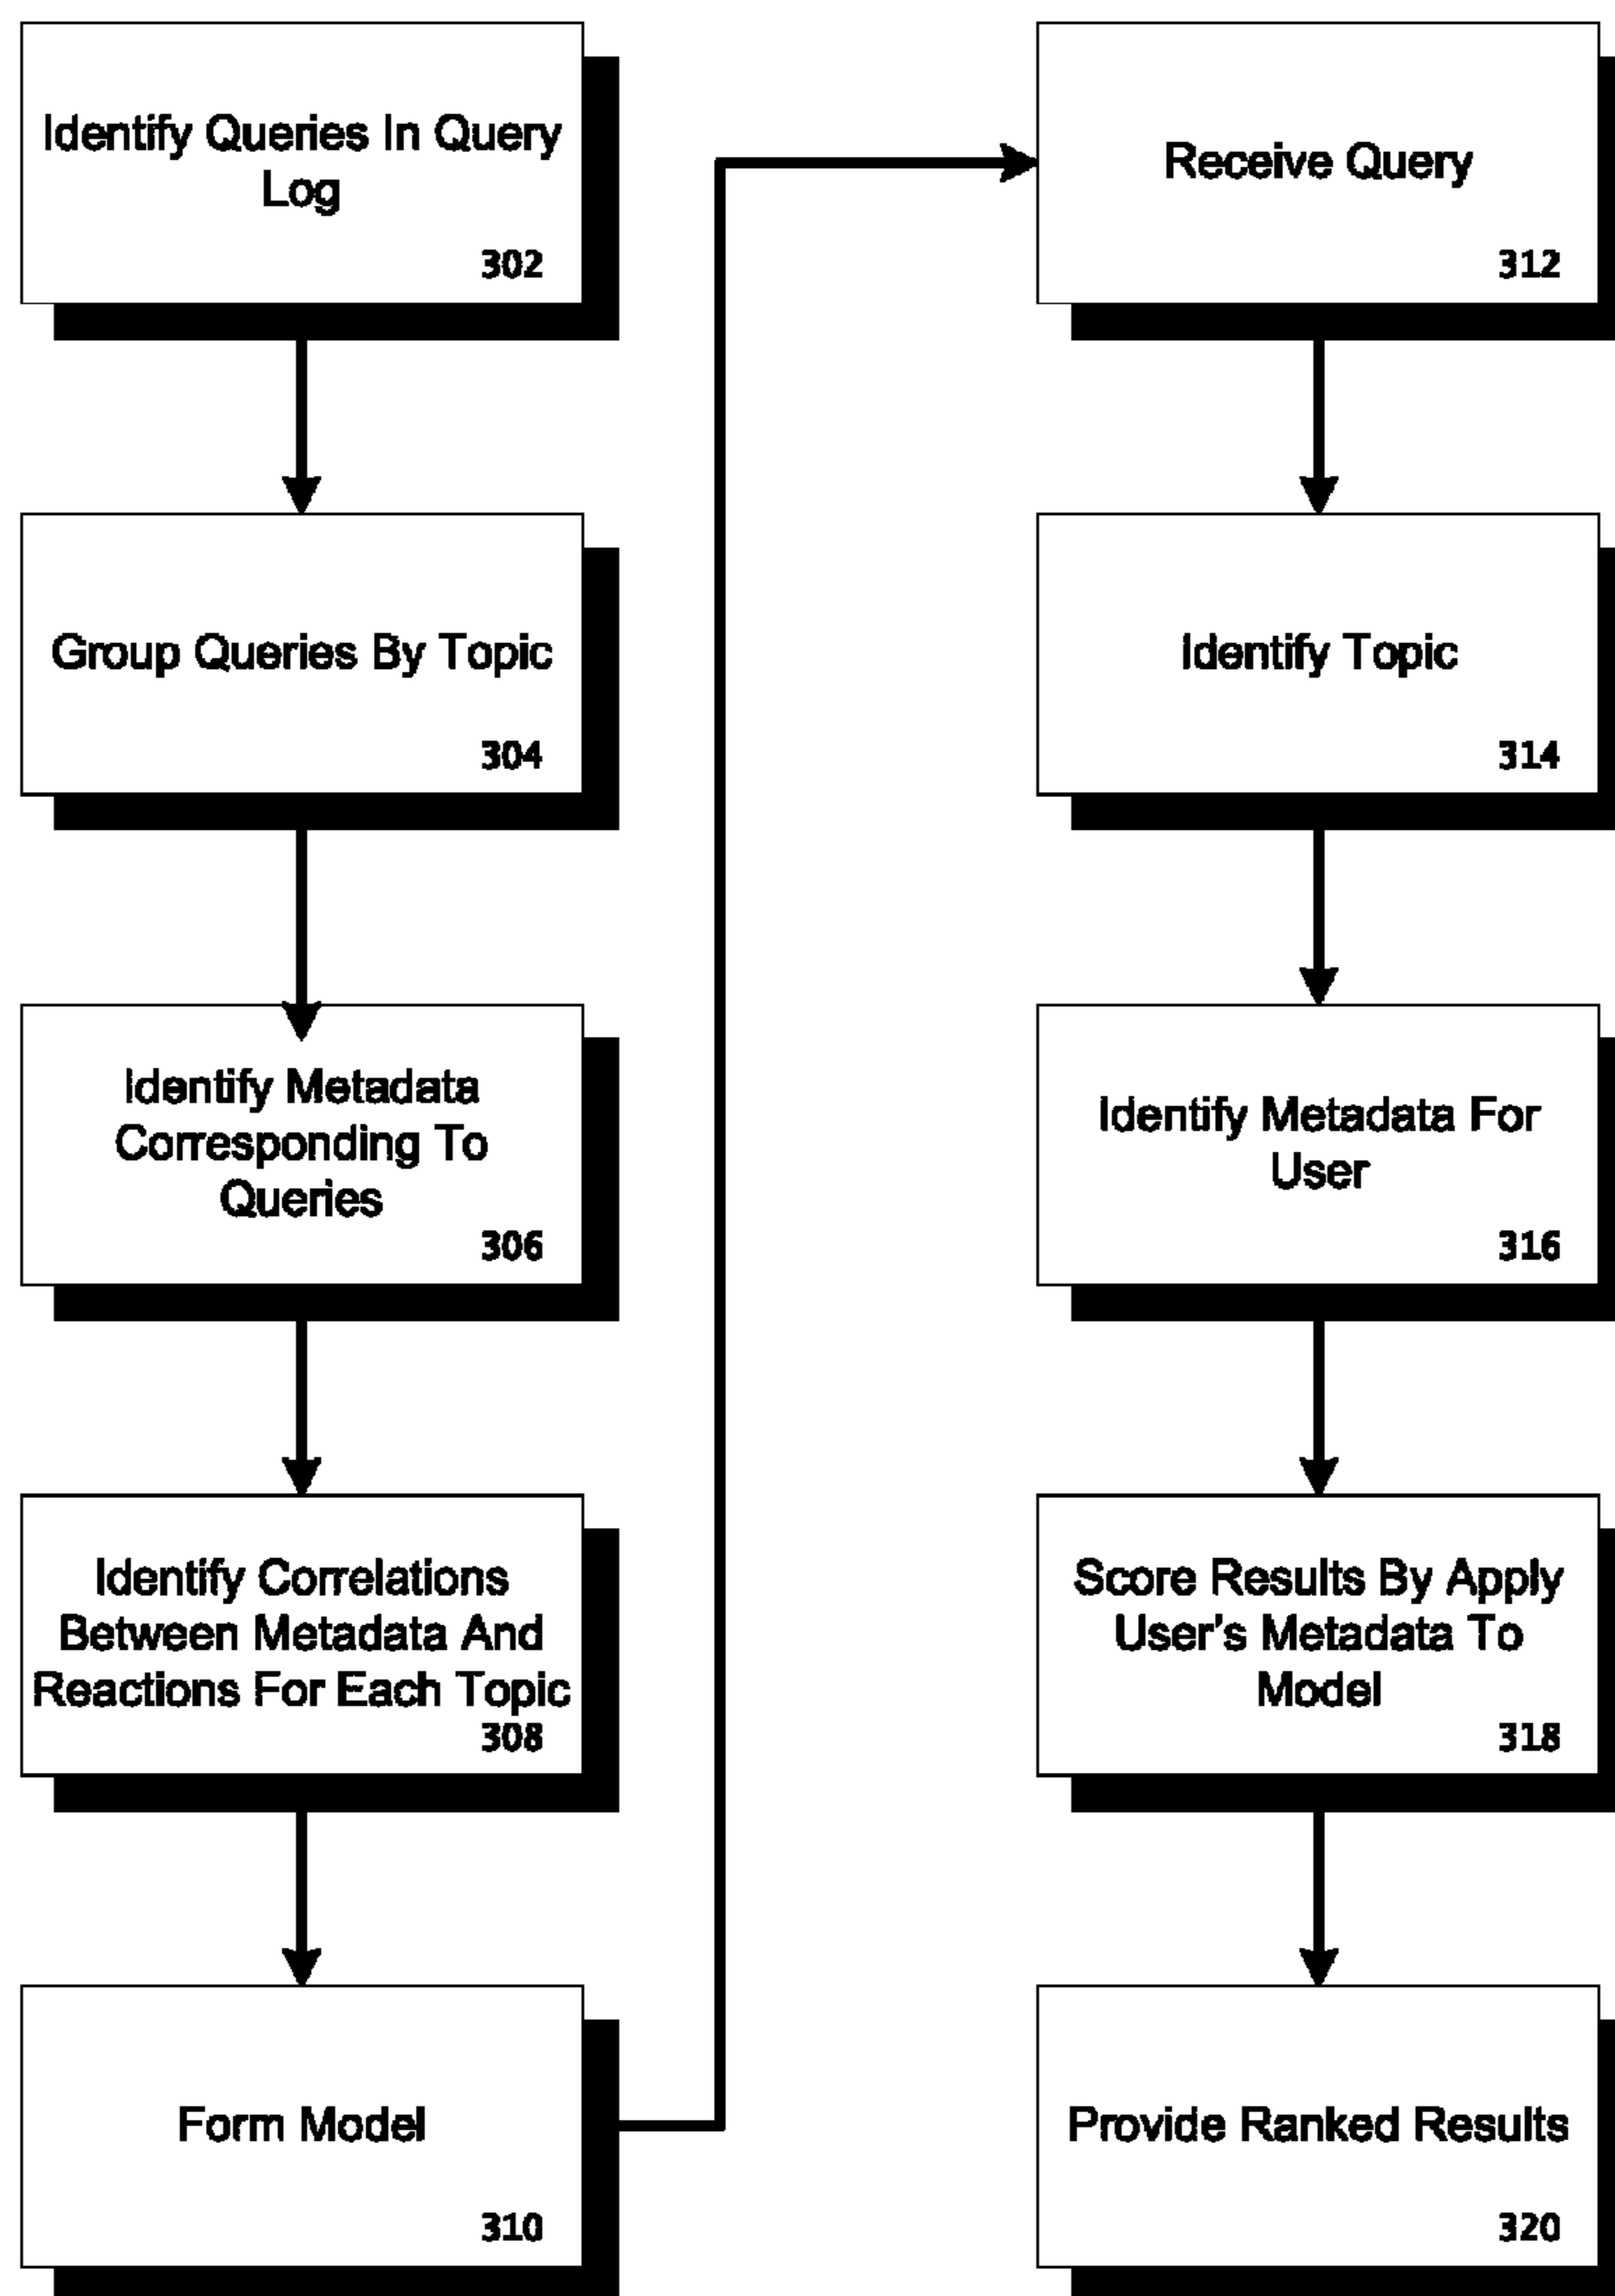 Identify Queries In Query
Log
302
Group Queries By Topic
304
Identify Metadata
Corresponding To
Queries
306
Identify Correlations
Between Metadata And
Reactions For Each Topic
308
Form Model
310
Receive Query
312
Identify Topic
314
Identify Metadata For
User
316
Score Results By Apply
User's Metadata To
Model
318
Provide Ranked Results
320